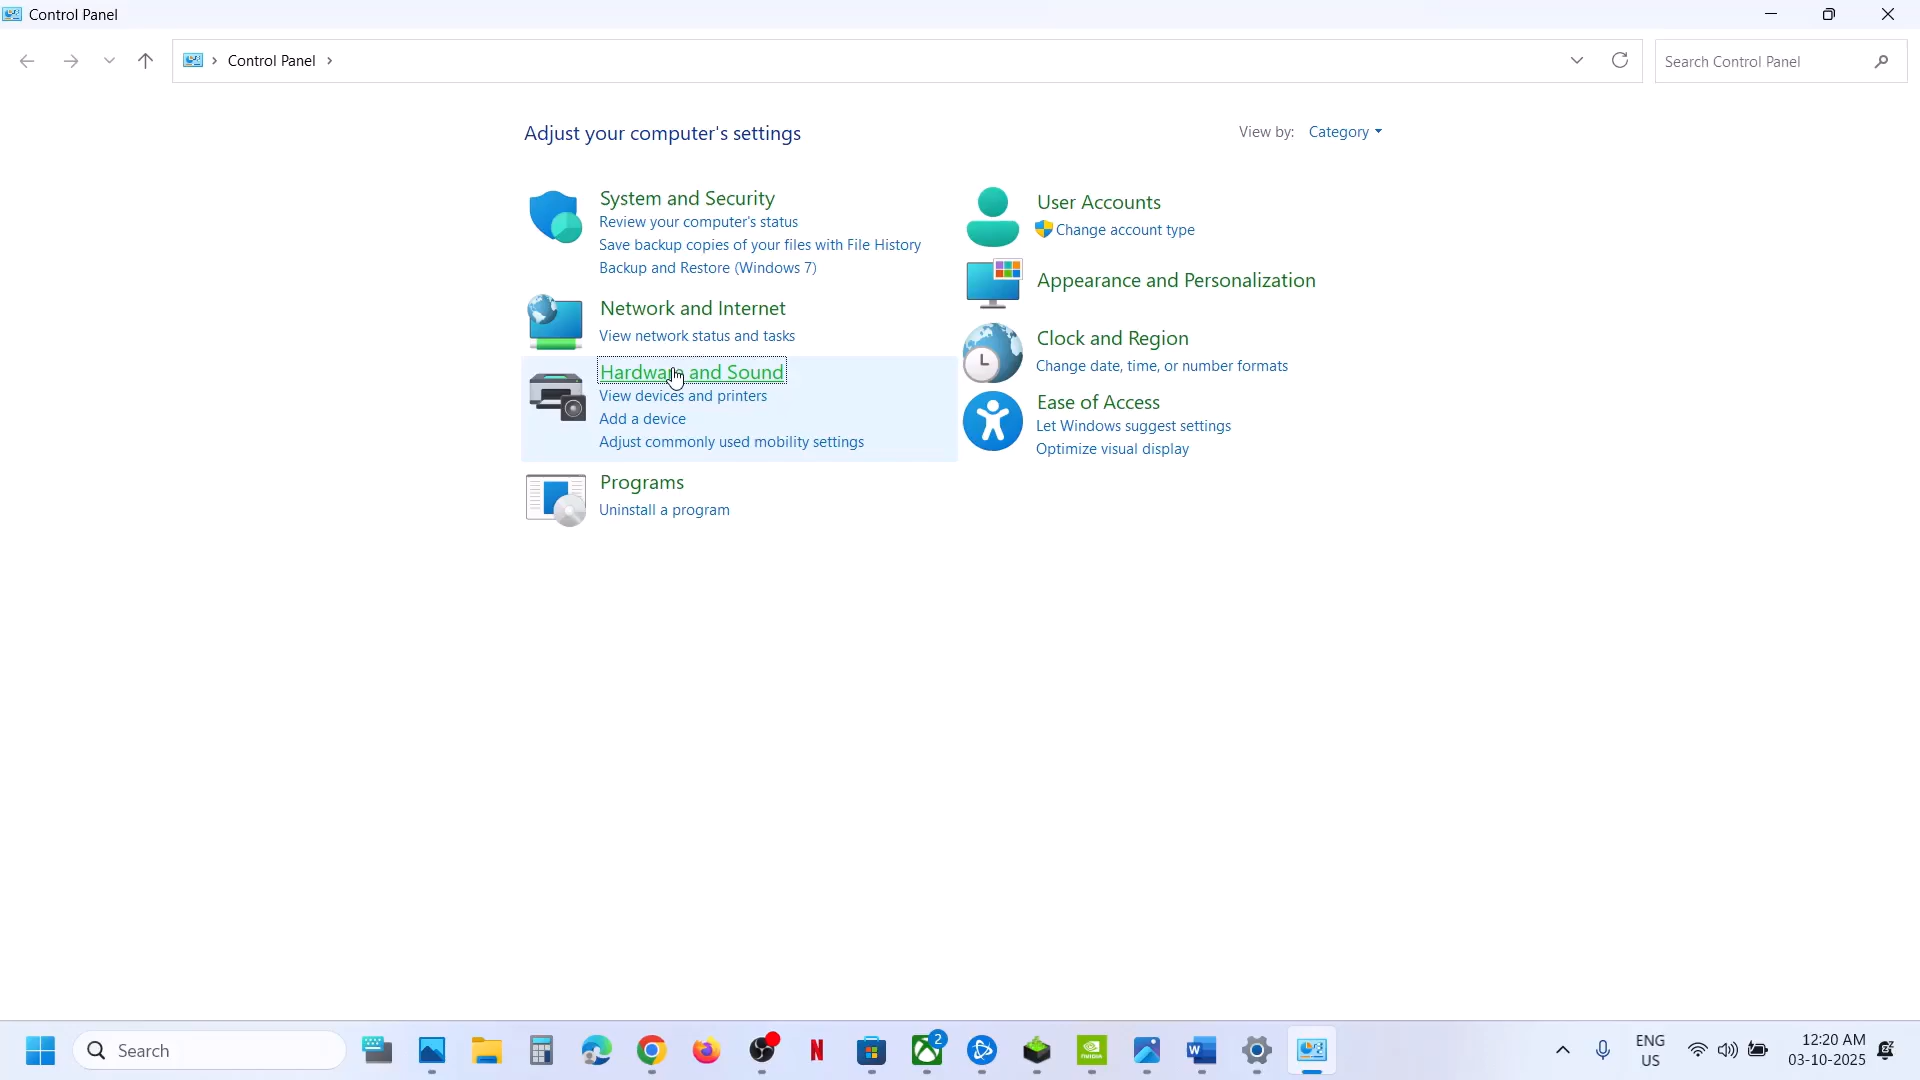 Control Panel
Control Panel
Search Control Panel
Adjust your computer's settings
View by: Category
System and Security
Review your computer's status
Save backup copies of your files with File History
Backup and Restore (Windows 7)
Network and Internet
View network status and tasks
Hardware and Sound
View devices and printers
Add a device
Adjust commonly used mobility settings
Programs
Uninstall a program
User Accounts
Change account type
Appearance and Personalization
Clock and Region
Change date, time, or number formats
Ease of Access
Let Windows suggest settings
Optimize visual display
Search
N
2
NVIDIA
W
ENG
US
12:20 AM
03-10-2025